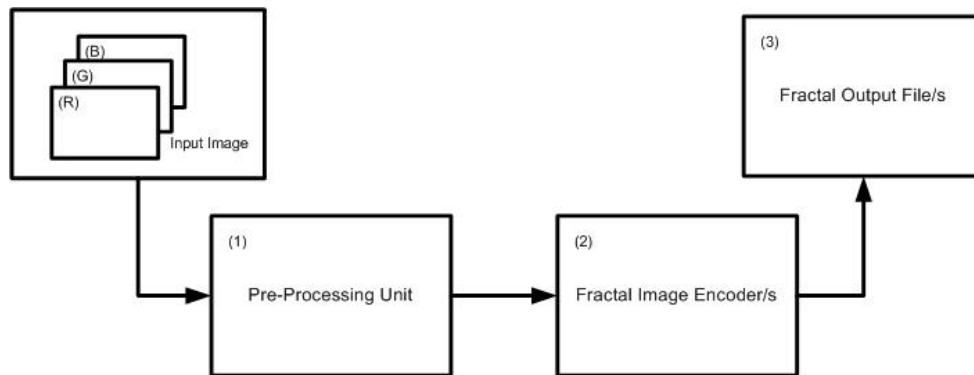 (B)
(G)
(R)
Input Image
(1)
Pre-Processing Unit
(2)
Fractal Image Encoder/s
(3)
Fractal Output File/s